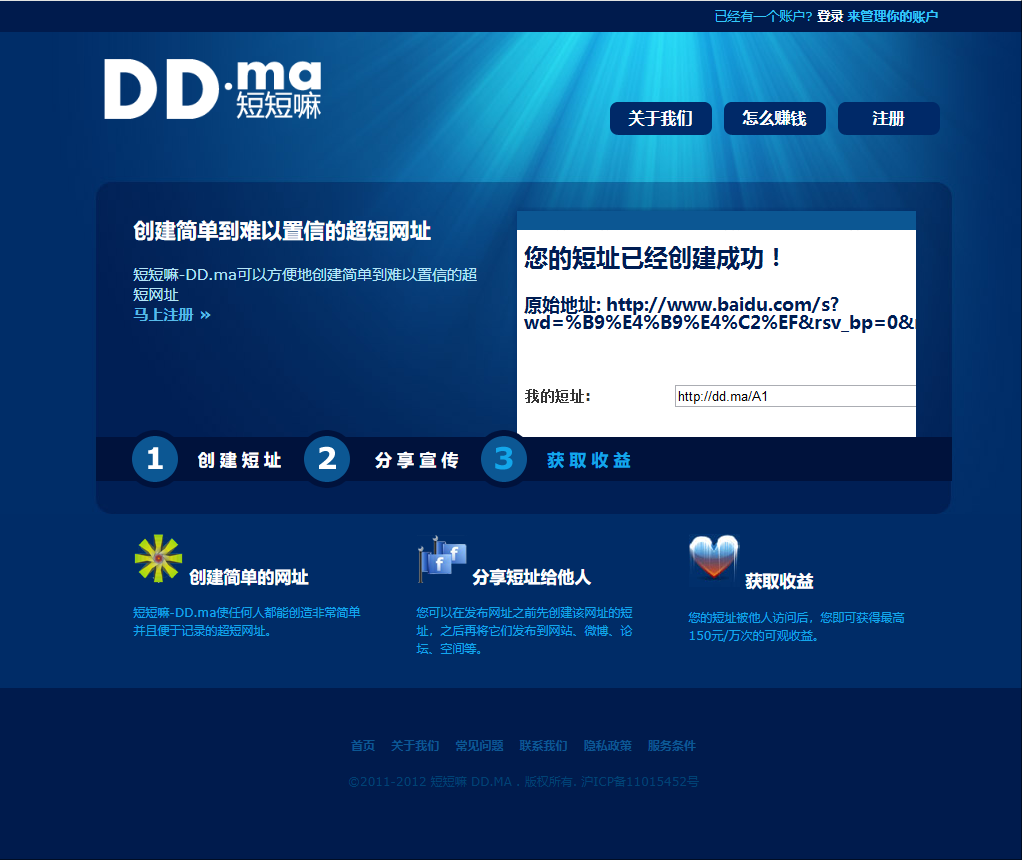 已经有一个账户? 登录 来管理你的账户
DD.ma
短短嘛
关于我们 怎么赚钱 注册
创建简单到难以置信的超短网址
短短嘛-DD.ma可以方便地创建简单到难以置信的超
短网址
马上注册 »
您的短址已经创建成功！
原始地址: http://www.baidu.com/s?
wd=%B9%E4%B9%E4%C2%EF&rsv_bp=0&
我的短址: http://dd.ma/A1
1 创建短址 2 分享宣传 3 获取收益
创建简单的网址
短短嘛-DD.ma使任何人都能创造非常简单
并且便于记录的超短网址。
分享短址给他人
您可以在发布网址之前先创建该网址的短
址，之后再将它们发布到网站、微博、论
坛、空间等。
获取收益
您的短址被他人访问后，您即可获得最高
150元/万次的可观收益。
首页 关于我们 常见问题 联系我们 隐私政策 服务条件
©2011-2012 短短嘛 DD.MA . 版权所有. 沪ICP备11015452号